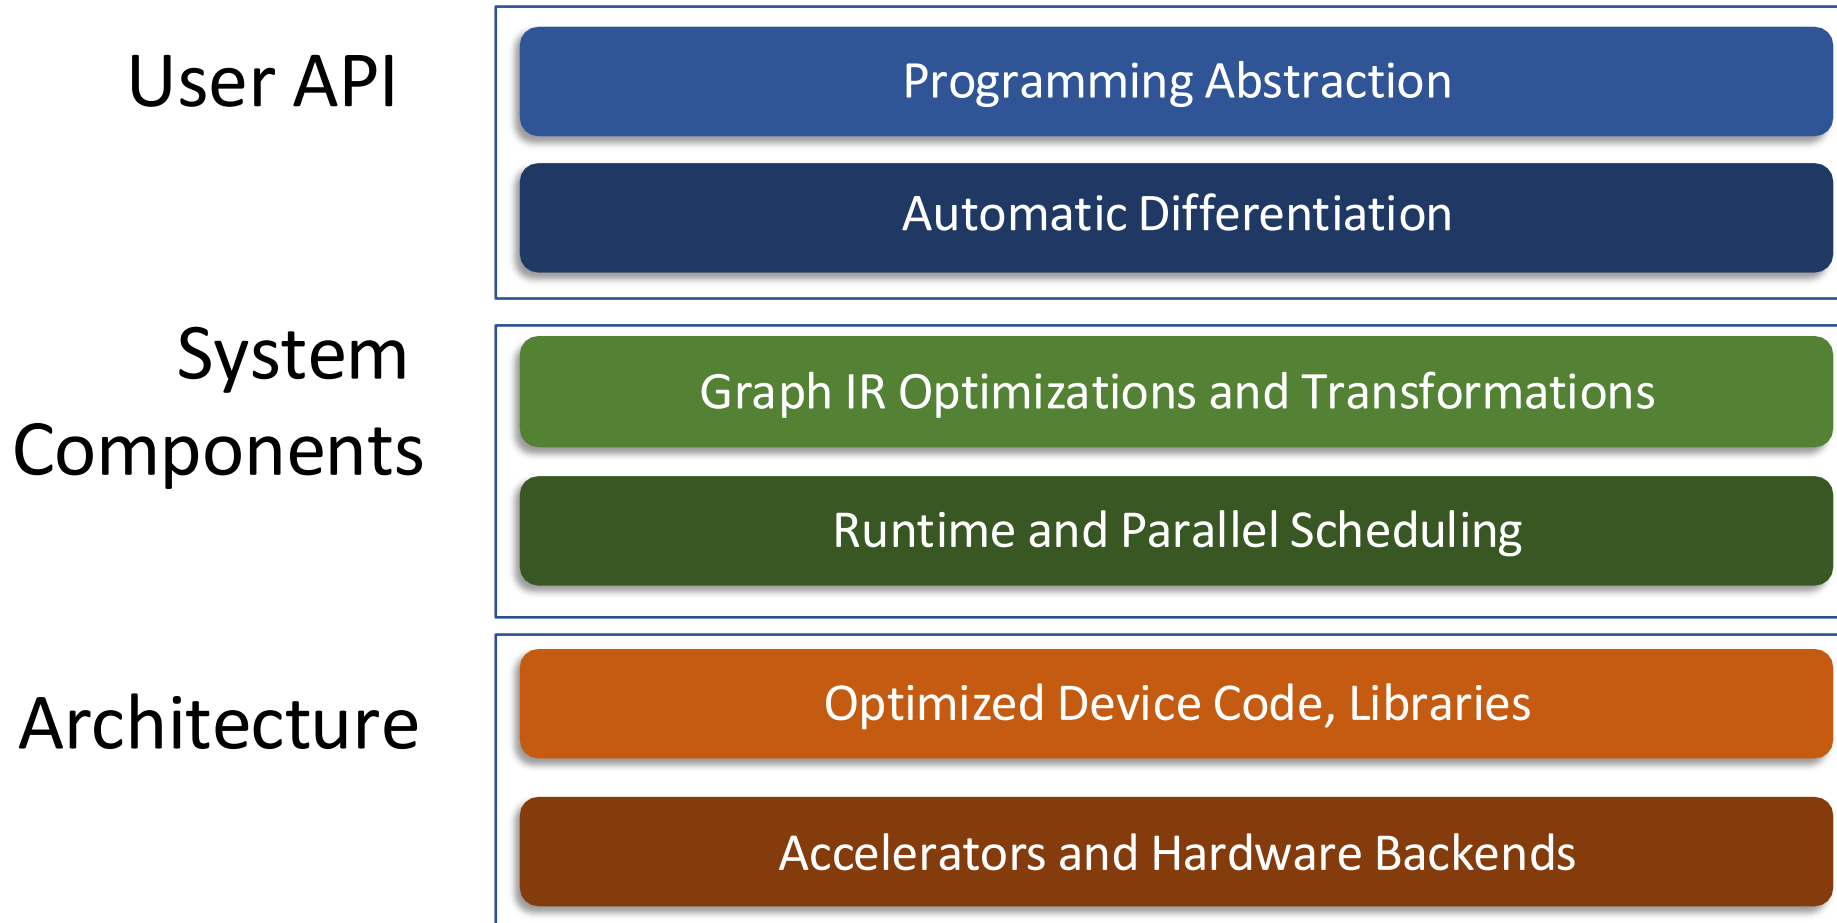 User API
Programming Abstraction
Automatic Differentiation
System
Components
Graph IR Optimizations and Transformations
Runtime and Parallel Scheduling
Architecture
Optimized Device Code, Libraries
Accelerators and Hardware Backends